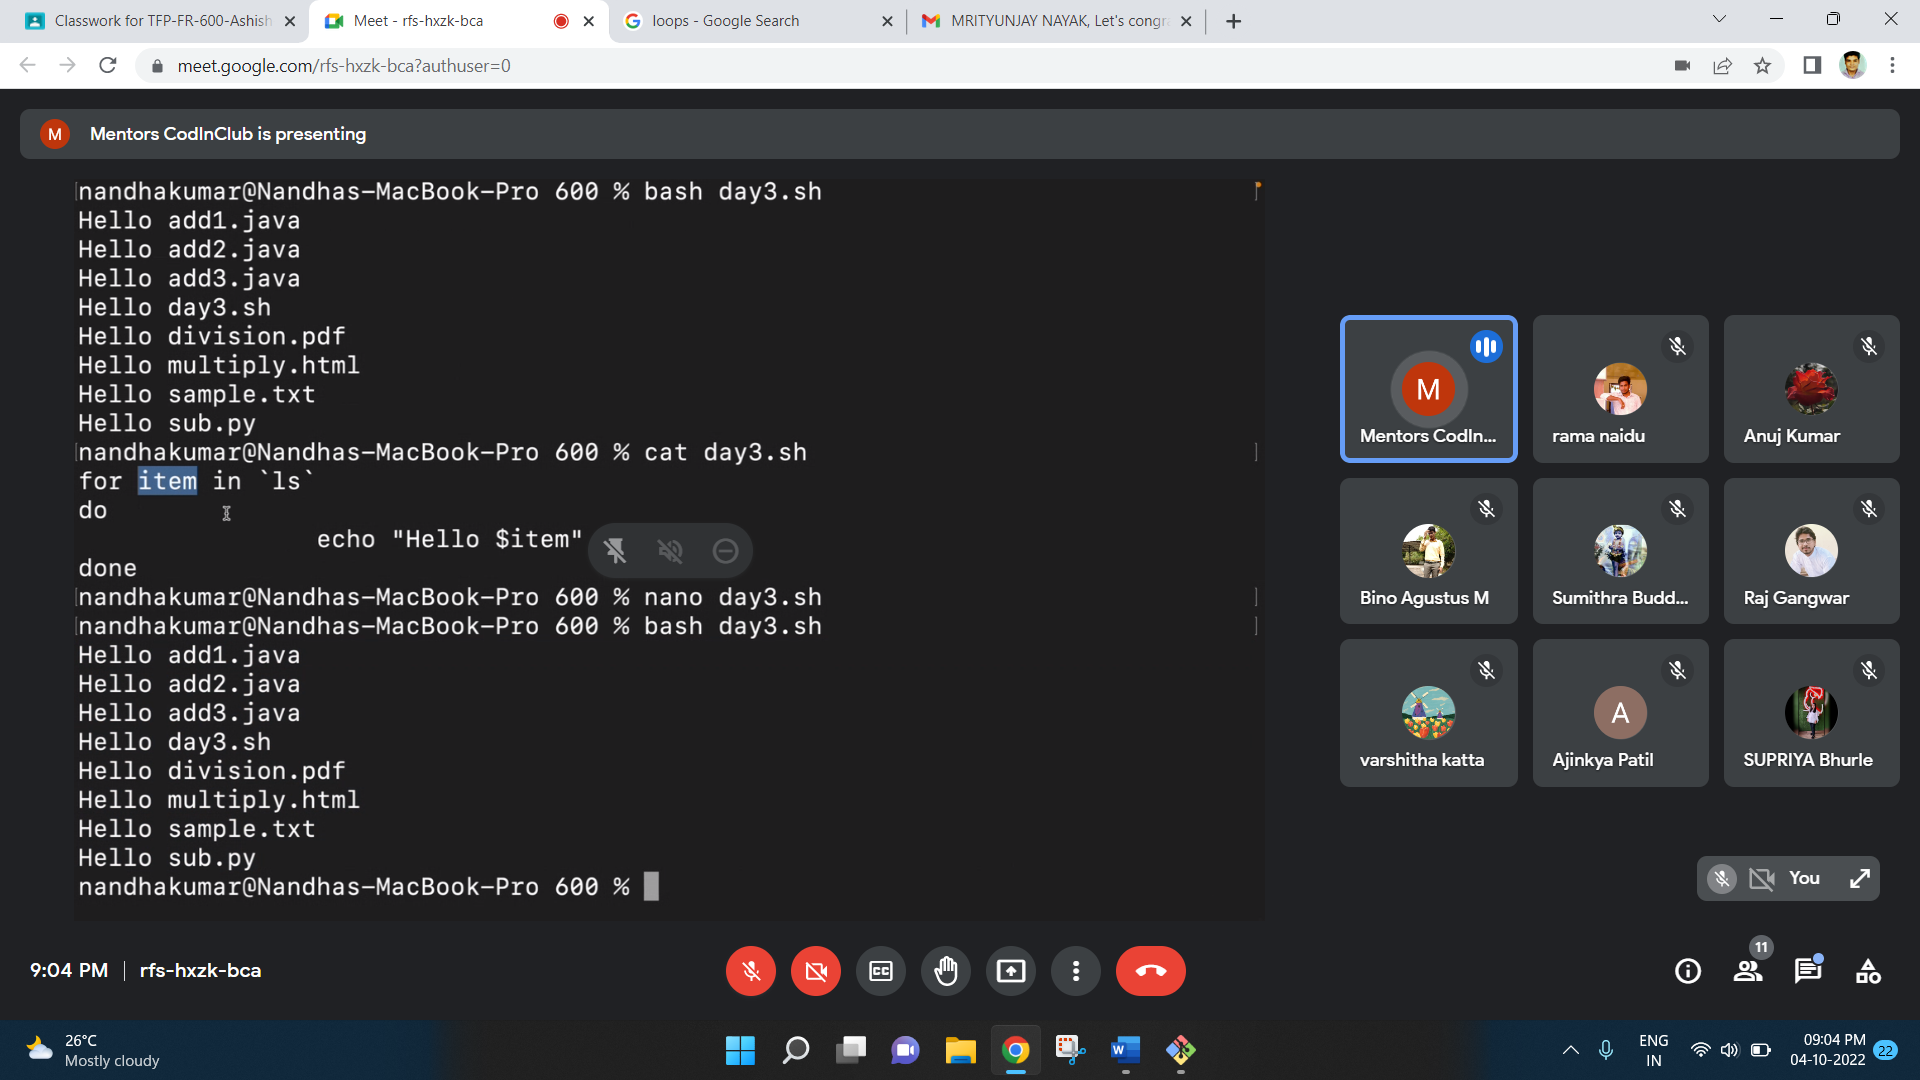 Classwork for TFP-FR-600-Ashish
Meet - rfs-hxzk-bca
loops - Google Search
MRITYUNJAY NAYAK, Let's congr
meet.google.com/rfs-hxzk-bca?authuser=0
M
Mentors CodInClub is presenting
nandhakumar@Nandhas-MacBook-Pro 600 % bash day3.sh
Hello add1.java
Hello add2.java
Hello add3.java
Hello day3.sh
Hello division.pdf
Hello multiply.html
Hello sample.txt
Hello sub.py
nandhakumar@Nandhas-MacBook-Pro 600 % cat day3.sh
for item in `ls`
do
echo "Hello $item"
done
nandhakumar@Nandhas-MacBook-Pro 600 % nano day3.sh
nandhakumar@Nandhas-MacBook-Pro 600 % bash day3.sh
Hello add1.java
Hello add2.java
Hello add3.java
Hello day3.sh
Hello division.pdf
Hello multiply.html
Hello sample.txt
Hello sub.py
nandhakumar@Nandhas-MacBook-Pro 600 %
M
Mentors CodIn...
rama naidu
Anuj Kumar
Bino Agustus M
Sumithra Budd...
Raj Gangwar
varshitha katta
A
Ajinkya Patil
SUPRIYA Bhurle
You
9:04 PM | rfs-hxzk-bca
CC
11
26°C
Mostly cloudy
W
ENG
IN
09:04 PM
04-10-2022
22